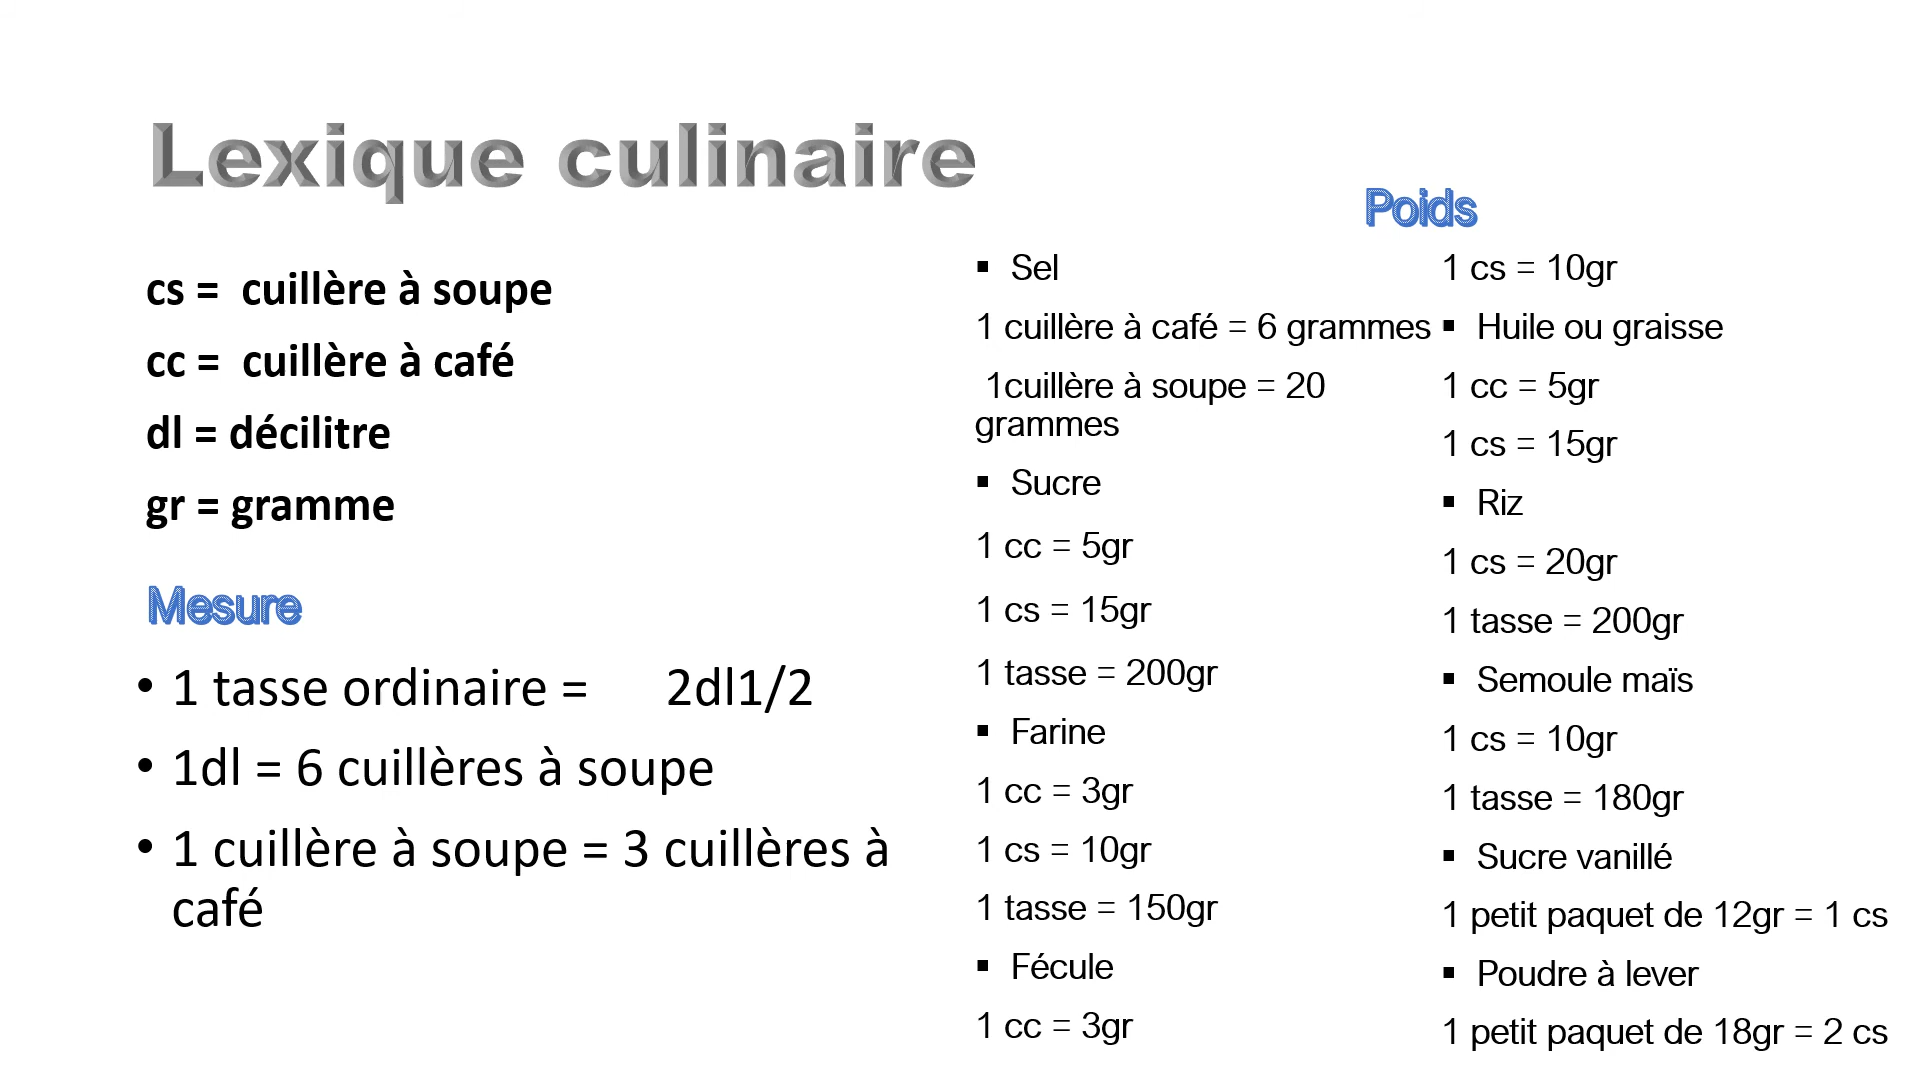 Lexique culinaire
cs =  cuillère à soupe
cc =  cuillère à café
dl = décilitre
gr = gramme
Mesure
• 1 tasse ordinaire =      2dl1/2
• 1dl = 6 cuillères à soupe
• 1 cuillère à soupe = 3 cuillères à
café
Poids
▪ Sel
1 cuillère à café = 6 grammes
1cuillère à soupe = 20
grammes
▪ Sucre
1 cc = 5gr
1 cs = 15gr
1 tasse = 200gr
▪ Farine
1 cc = 3gr
1 cs = 10gr
1 tasse = 150gr
▪ Fécule
1 cc = 3gr
1 cs = 10gr
▪ Huile ou graisse
1 cc = 5gr
1 cs = 15gr
▪ Riz
1 cs = 20gr
1 tasse = 200gr
▪ Semoule maïs
1 cs = 10gr
1 tasse = 180gr
▪ Sucre vanillé
1 petit paquet de 12gr = 1 cs
▪ Poudre à lever
1 petit paquet de 18gr = 2 cs